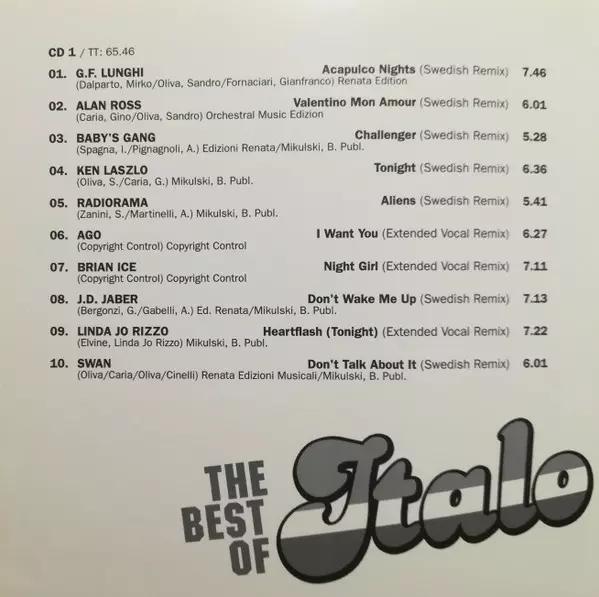 CD 1 / TT: 65.46
01. G.F. LUNGHI Acapulco Nights (Swedish Remix) 7.46
(Dalparto, Mirko/Oliva, Sandro/Fornaciari, Gianfranco) Renata Edition
02. ALAN ROSS Valentino Mon Amour (Swedish Remix) 6.01
(Caria, Gino/Oliva, Sandro) Orchestral Music Edizion
03. BABY'S GANG Challenger (Swedish Remix) 5.28
(Spagna, I./Pignagnoli, A.) Edizioni Renata/Mikulski, B. Publ.
04. KEN LASZLO Tonight (Swedish Remix) 6.36
(Oliva, S./Caria, G.) Mikulski, B. Publ.
05. RADIORAMA Aliens (Swedish Remix) 5.41
(Zanini, S./Martinelli, A.) Mikulski, B. Publ.
06. AGO I Want You (Extended Vocal Remix) 6.27
(Copyright Control) Copyright Control
07. BRIAN ICE Night Girl (Extended Vocal Remix) 7.11
(Copyright Control) Copyright Control
08. J.D. JABER Don't Wake Me Up (Swedish Remix) 7.13
(Bergonzi, G./Gabelli, A.) Ed. Renata/Mikulski, B. Publ.
09. LINDA JO RIZZO Heartflash (Tonight) (Extended Vocal Remix) 7.22
(Elvine, Linda Jo Rizzo) Mikulski, B. Publ.
10. SWAN Don't Talk About It (Swedish Remix) 6.01
(Oliva/Caria/Oliva/Cinelli) Renata Edizioni Musicali/Mikulski, B. Publ.
THE
BEST
OF
Italo